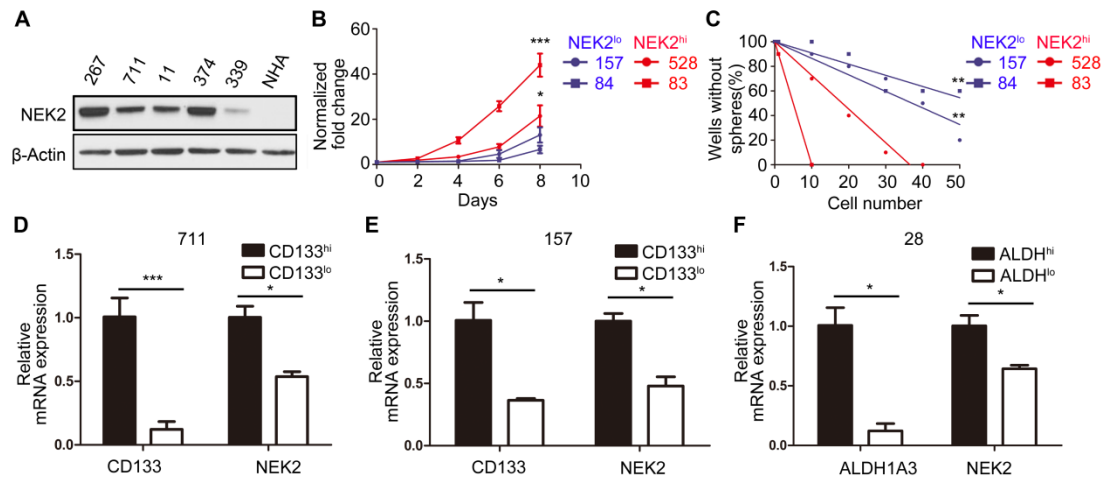 A
267 711 11 374 339 NHA
NEK2
β-Actin
B
Normalized
fold change
60
40
20
0
0 2 4 6 8 10
Days
***
*
NEK2lo NEK2hi
157 528
84 83
C
Wells without
spheres(%)
100
80
60
40
20
0
0 10 20 30 40 50
Cell number
**
**
NEK2lo NEK2hi
157 528
84 83
D
711
CD133hi
CD133lo
Relative
mRNA expression
1.5
1.0
0.5
0.0
***
*
CD133 NEK2
E
157
CD133hi
CD133lo
Relative
mRNA expression
1.5
1.0
0.5
0.0
*
*
CD133 NEK2
F
28
ALDHhi
ALDHlo
Relative
mRNA expression
1.5
1.0
0.5
0.0
*
*
ALDH1A3 NEK2